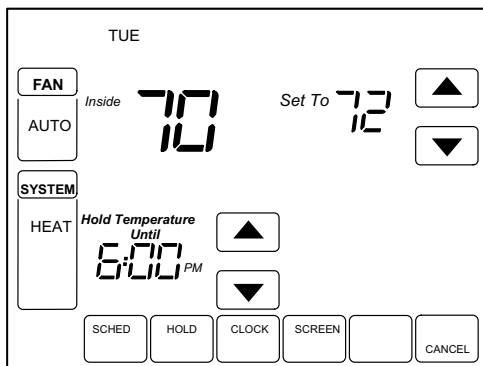 TUE
FAN
AUTO
Inside 70
Set To 72
SYSTEM
HEAT
Hold Temperature
Until
6:00 PM
SCHED HOLD CLOCK SCREEN CANCEL